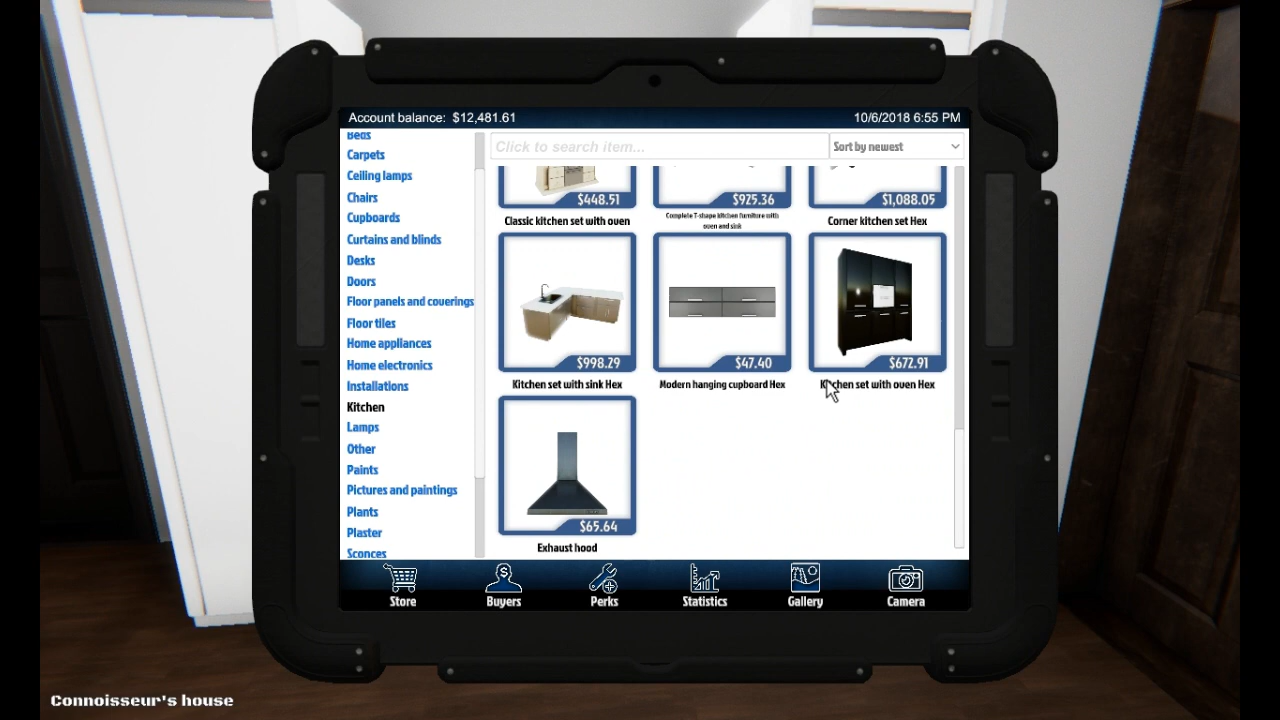 Account balance: $12,481.61
10/6/2018 6:55 PM
Beds
Carpets
Ceiling lamps
Chairs
Cupboards
Curtains and blinds
Desks
Doors
Floor panels and coverings
Floor tiles
Home appliances
Home electronics
Installations
Kitchen
Lamps
Other
Paints
Pictures and paintings
Plants
Plaster
Sconces
Click to search item...
Sort by newest
$448.51
$925.36
$1,088.05
Classic kitchen set with oven
Complete T-shape kitchen furniture with
oven and sink
Corner kitchen set Hex
$998.29
$47.40
$672.91
Kitchen set with sink Hex
Modern hanging cupboard Hex
Kitchen set with oven Hex
$65.64
Exhaust hood
Store
Buyers
Perks
Statistics
Gallery
Camera
Connoisseur's house